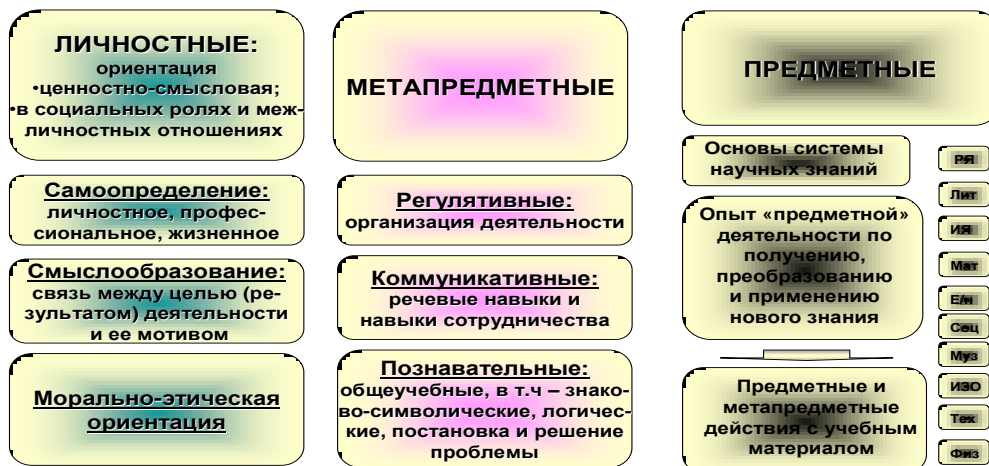 ЛИЧНОСТНЫЕ:
ориентация
•ценностно-смысловая;
•в социальных ролях и меж-
личностных отношениях
Самоопределение:
личностное, профес-
сиональное, жизненное
Смыслообразование:
связь между целью (ре-
зультатом) деятельности
и ее мотивом
Морально-этическая
ориентация
МЕТАПРЕДМЕТНЫЕ
Регулятивные:
организация деятельности
Коммуникативные:
речевые навыки и
навыки сотрудничества
Познавательные:
общеучебные, в т.ч – знако-
во-символические, логичес-
кие, постановка и решение
проблемы
ПРЕДМЕТНЫЕ
Основы системы
научных знаний
Опыт «предметной»
деятельности по
получению,
преобразованию
и применению
нового знания
Предметные и
метапредметные
действия с учебным
материалом
РЯ
Лит
ИЯ
Мат
Е/н
Соц
Муз
ИЗО
Тех
Физ